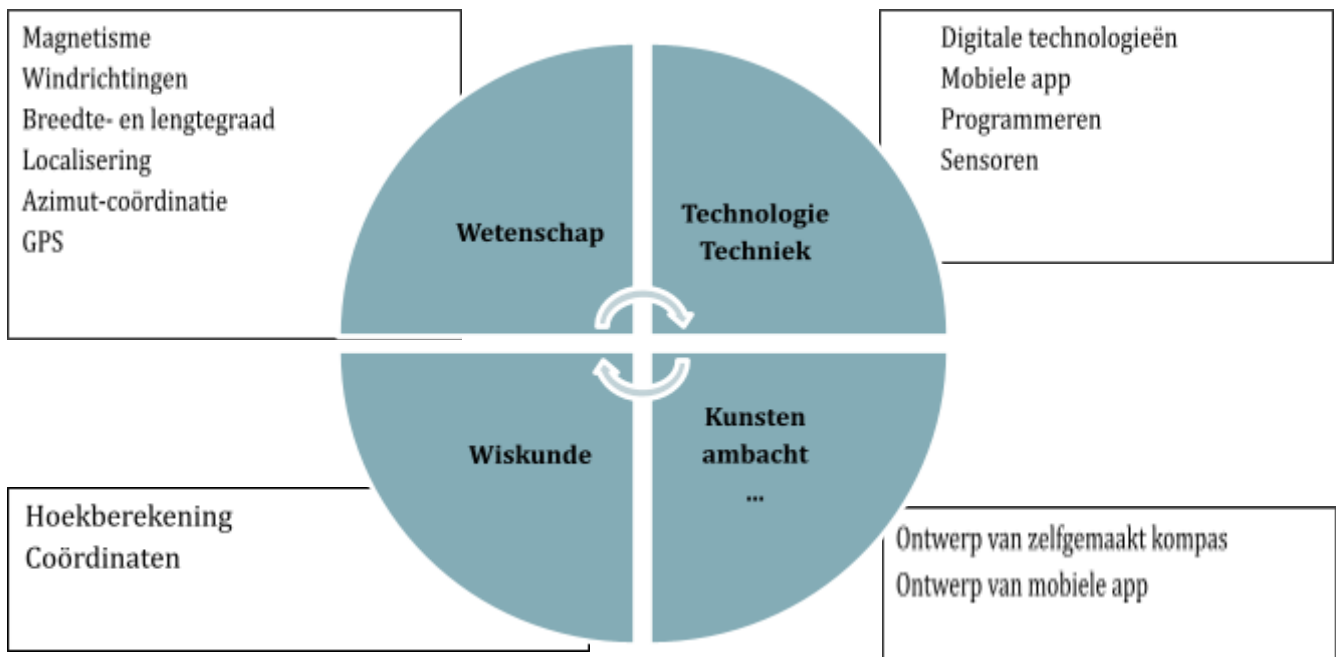 Magnetisme
Windrichtingen
Breedte- en lengtegraad
Localisering
Azimut-coördinatie
GPS
Digitale technologieën
Mobiele app
Programmeren
Sensoren
Wetenschap
Technologie
Techniek
Wiskunde
Kunsten
ambacht
...
Hoekberekening
Coördinaten
Ontwerp van zelfgemaakt kompas
Ontwerp van mobiele app